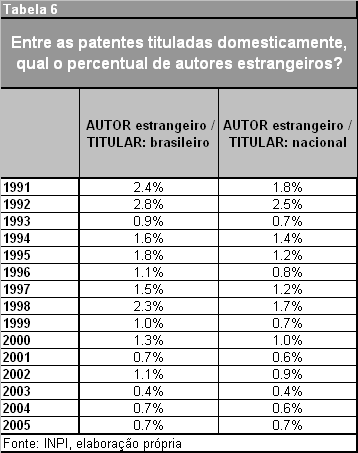 Tabela 6
Entre as patentes tituladas domesticamente,
qual o percentual de autores estrangeiros?
AUTOR estrangeiro / AUTOR estrangeiro /
TITULAR: brasileiro TITULAR: nacional
1991 2.4% 1.8%
1992 2.8% 2.5%
1993 0.9% 0.7%
1994 1.6% 1.4%
1995 1.8% 1.2%
1996 1.1% 0.8%
1997 1.5% 1.2%
1998 2.3% 1.7%
1999 1.0% 0.7%
2000 1.3% 1.0%
2001 0.7% 0.6%
2002 1.1% 0.9%
2003 0.4% 0.4%
2004 0.7% 0.6%
2005 0.7% 0.7%
Fonte: INPI, elaboração própria